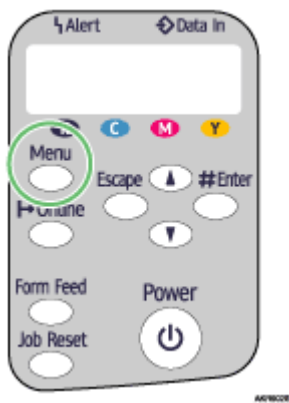 Alert Data In
C M Y
Menu
Escape # Enter
Online
Form Feed Power
Job Reset